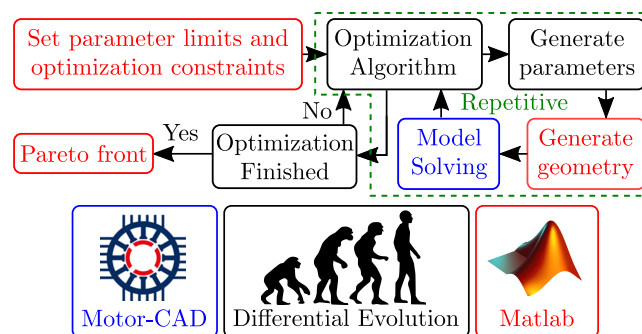 Set parameter limits and
optimization constraints
Optimization
Algorithm
Generate
parameters
Repetitive
No
Yes
Pareto front
Optimization
Finished
Model
Solving
Generate
geometry
Motor-CAD
Differential Evolution
Matlab